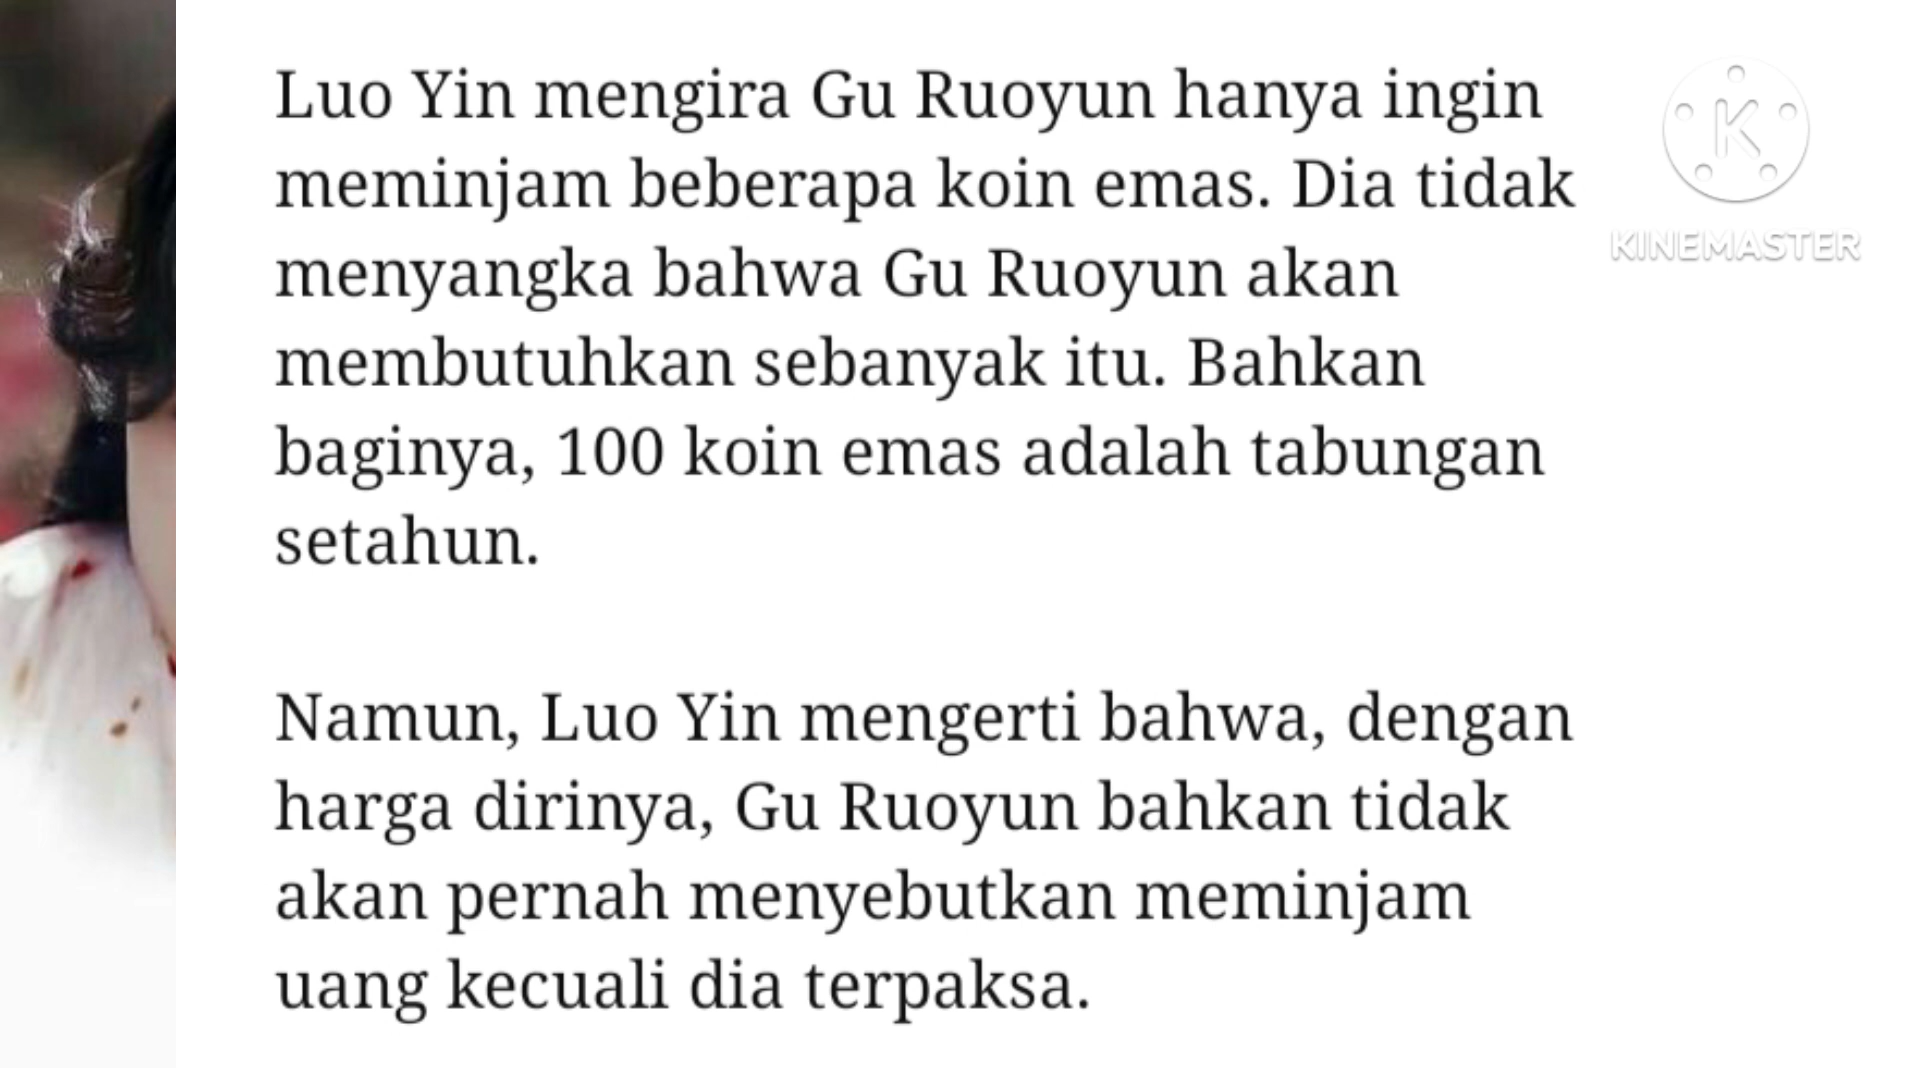 Luo Yin mengira Gu Ruoyun hanya ingin
meminjam beberapa koin emas. Dia tidak
menyangka bahwa Gu Ruoyun akan
membutuhkan sebanyak itu. Bahkan
baginya, 100 koin emas adalah tabungan
setahun.
Namun, Luo Yin mengerti bahwa, dengan
harga dirinya, Gu Ruoyun bahkan tidak
akan pernah menyebutkan meminjam
uang kecuali dia terpaksa.
K
KINEMASTER